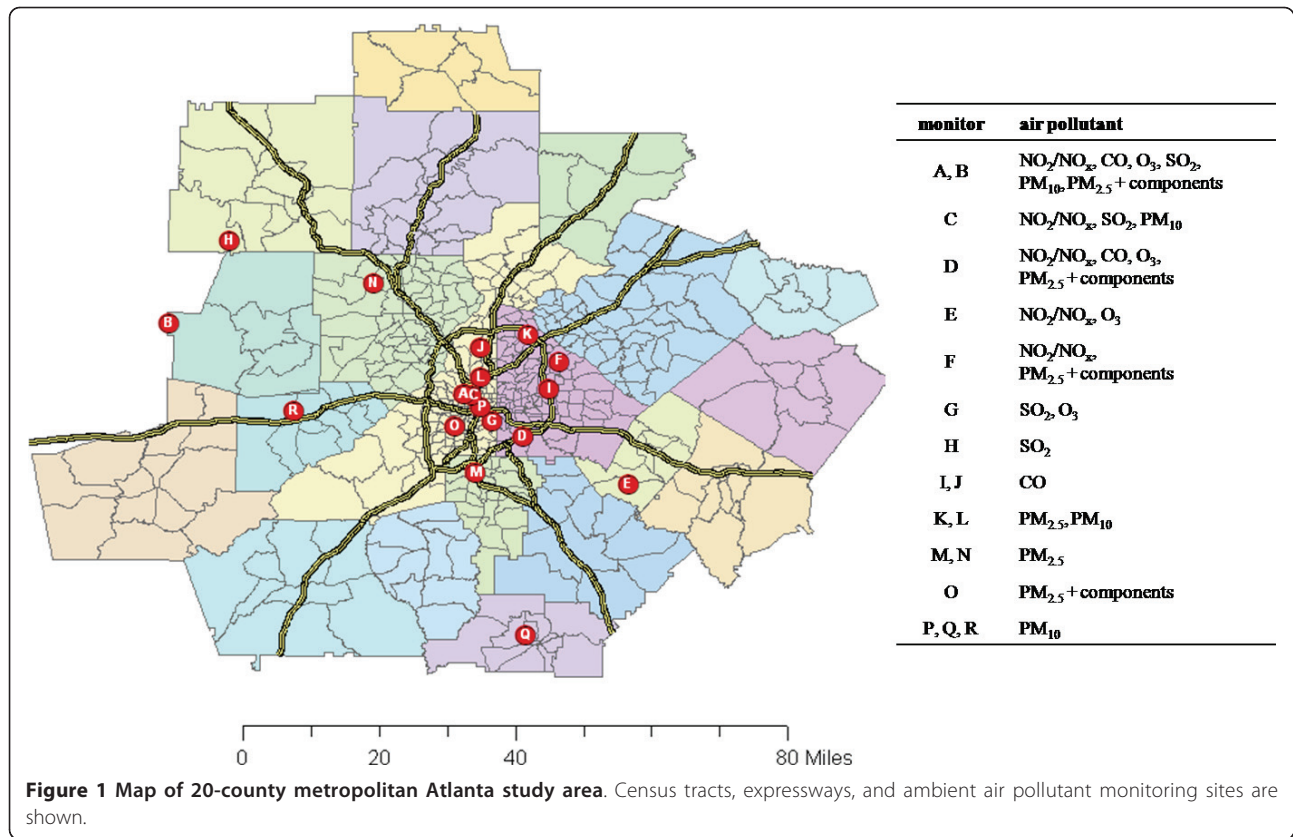 H
N
B
K
J
F
L
I
AC
R
P
G
O
D
M
E
Q
0 20 40 80 Miles
monitor air pollutant
A, B NO₂/NOₓ, CO, O₃, SO₂,
PM₁₀, PM₂.₅ + components
C NO₂/NOₓ, SO₂, PM₁₀
D NO₂/NOₓ, CO, O₃,
PM₂.₅ + components
E NO₂/NOₓ, O₃
F NO₂/NOₓ,
PM₂.₅ + components
G SO₂, O₃
H SO₂
I, J CO
K, L PM₂.₅, PM₁₀
M, N PM₂.₅
O PM₂.₅ + components
P, Q, R PM₁₀
Figure 1 Map of 20-county metropolitan Atlanta study area. Census tracts, expressways, and ambient air pollutant monitoring sites are
shown.